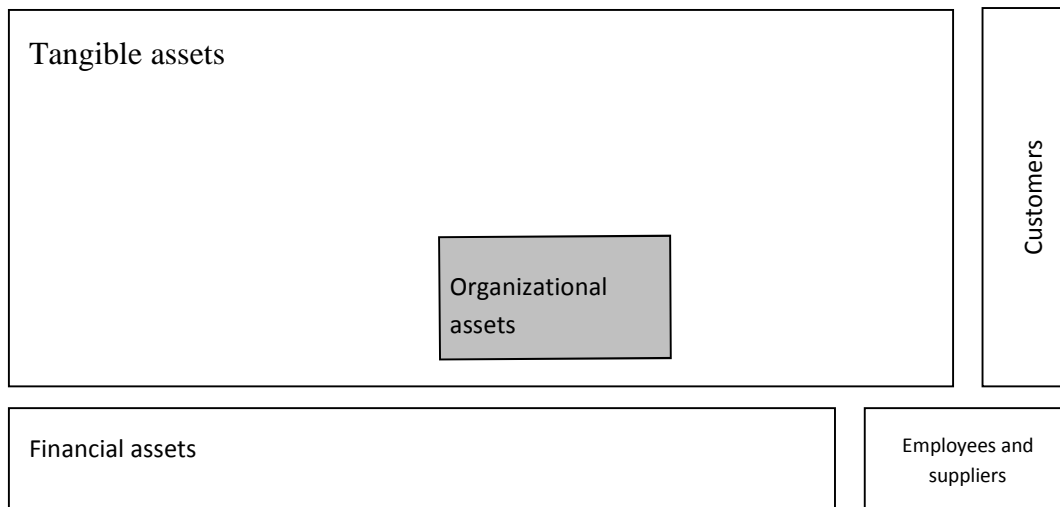 Tangible assets
Customers
Organizational
assets
Financial assets
Employees and
suppliers